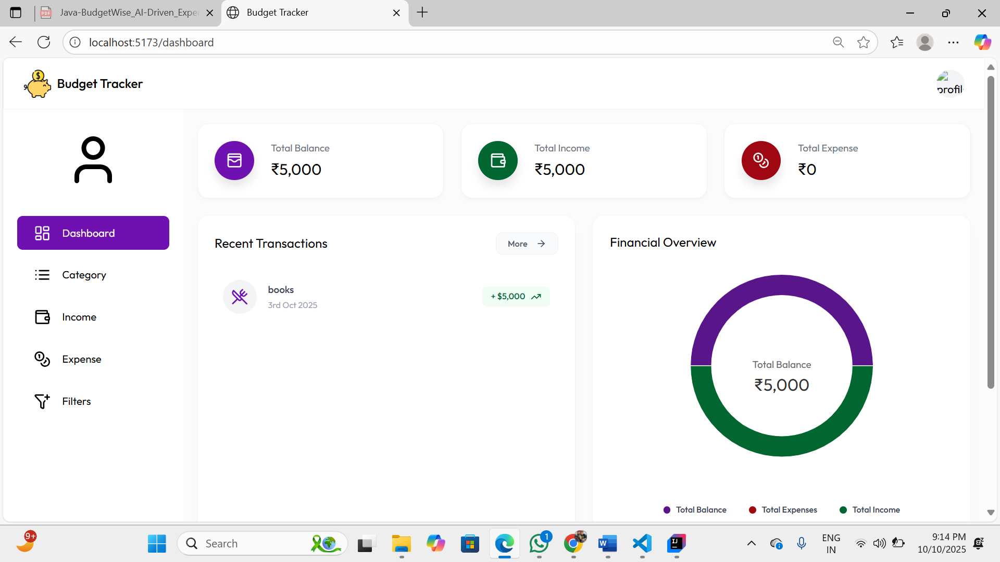 Java-BudgetWise_AI-Driven_Expen
Budget Tracker
localhost:5173/dashboard
Budget Tracker
profil
Total Balance
₹5,000
Total Income
₹5,000
Total Expense
₹0
Dashboard
Category
Income
Expense
Filters
Recent Transactions
More
books
3rd Oct 2025
+ $5,000
Financial Overview
Total Balance
₹5,000
Total Balance
Total Expenses
Total Income
9+
Search
1
ENG
IN
9:14 PM
10/10/2025